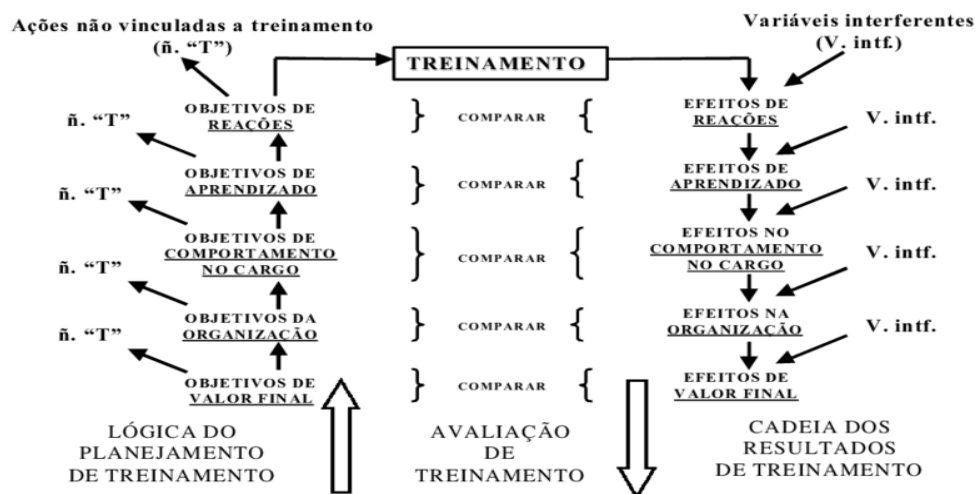 Ações não vinculadas a treinamento
(ñ. “T”)
TREINAMENTO
Variáveis interferentes
(V. intf.)
OBJETIVOS DE
REAÇÕES
} COMPARAR {
EFEITOS DE
REAÇÕES
ñ. “T”
V. intf.
OBJETIVOS DE
APRENDIZADO
} COMPARAR {
EFEITOS DE
APRENDIZADO
ñ. “T”
V. intf.
OBJETIVOS DE
COMPORTAMENTO
NO CARGO
} COMPARAR {
EFEITOS NO
COMPORTAMENTO
NO CARGO
ñ. “T”
V. intf.
OBJETIVOS DA
ORGANIZAÇÃO
} COMPARAR {
EFEITOS NA
ORGANIZAÇÃO
ñ. “T”
V. intf.
OBJETIVOS DE
VALOR FINAL
} COMPARAR {
EFEITOS DE
VALOR FINAL
LÓGICA DO
PLANEJAMENTO
DE TREINAMENTO
AVALIAÇÃO
DE
TREINAMENTO
CADEIA DOS
RESULTADOS
DE TREINAMENTO